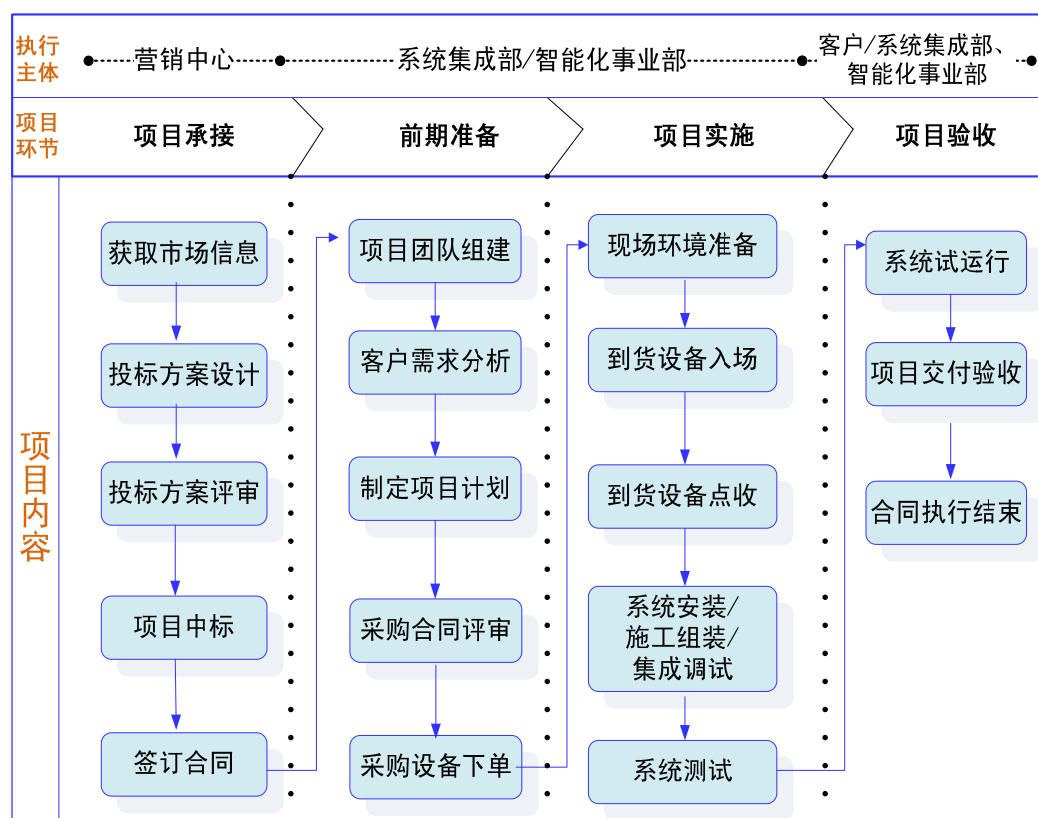 执行
主体
营销中心
系统集成部/智能化事业部
客户/系统集成部、
智能化事业部
项目
环节
项目承接
前期准备
项目实施
项目验收
项目内容
获取市场信息
投标方案设计
投标方案评审
项目中标
签订合同
项目团队组建
客户需求分析
制定项目计划
采购合同评审
采购设备下单
现场环境准备
到货设备入场
到货设备点收
系统安装/
施工组装/
集成调试
系统测试
系统试运行
项目交付验收
合同执行结束